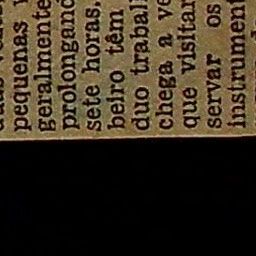 pequenas
geralmente
prolongand
sete horas.
beiro têm
duo trabal
chega a ve
que visitar
servar os
instrument